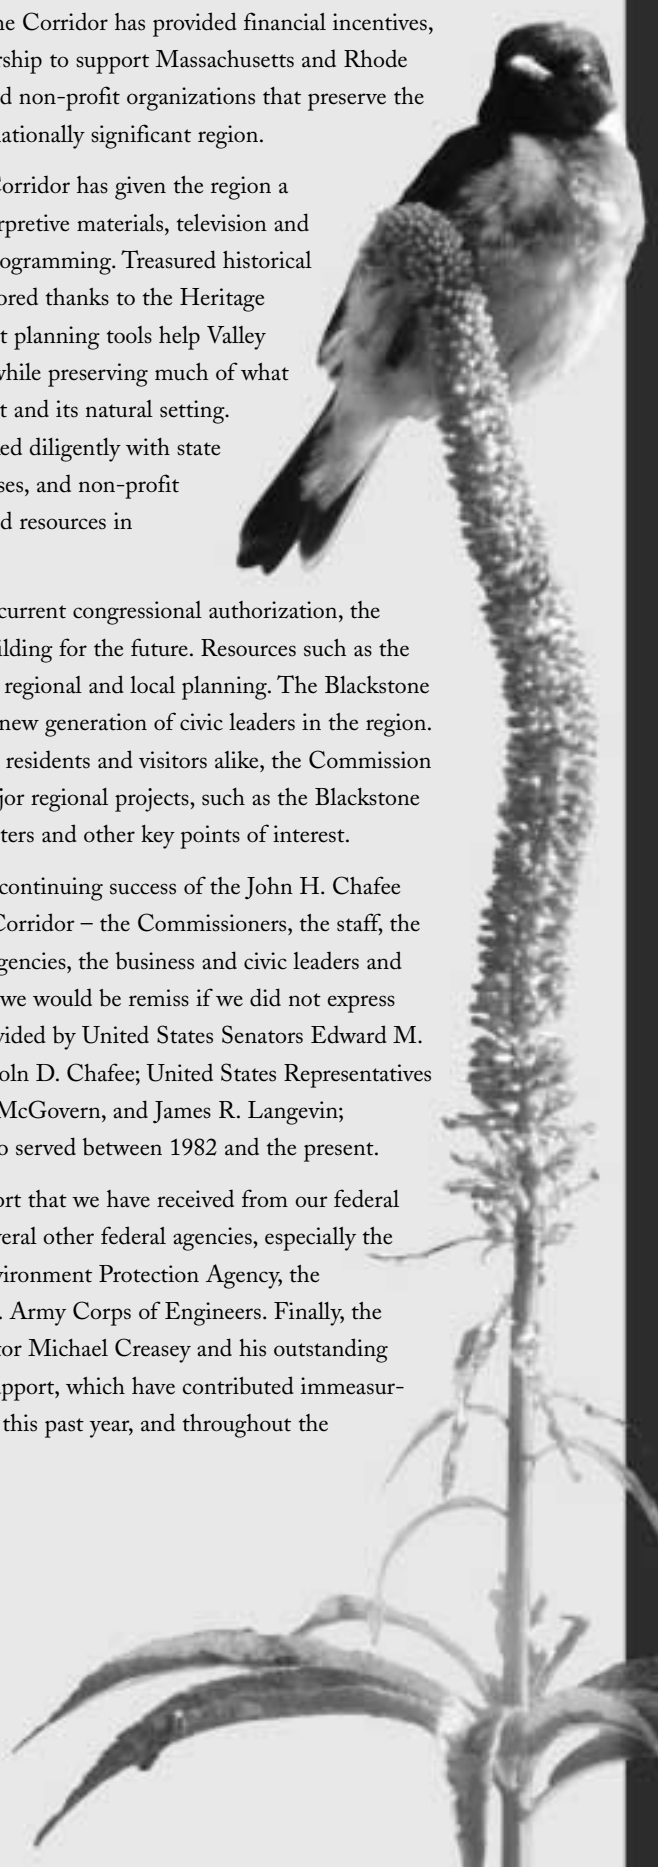 ne Corridor has provided financial incentives,
rship to support Massachusetts and Rhode
d non-profit organizations that preserve the
ationally significant region.
Corridor has given the region a
rpretive materials, television and
ogramming. Treasured historical
ored thanks to the Heritage
t planning tools help Valley
while preserving much of what
t and its natural setting.
ked diligently with state
ses, and non-profit
d resources in
current congressional authorization, the
ilding for the future. Resources such as the
regional and local planning. The Blackstone
new generation of civic leaders in the region.
residents and visitors alike, the Commission
jor regional projects, such as the Blackstone
ters and other key points of interest.
continuing success of the John H. Chafee
Corridor – the Commissioners, the staff, the
gencies, the business and civic leaders and
we would be remiss if we did not express
vided by United States Senators Edward M.
oln D. Chafee; United States Representatives
McGovern, and James R. Langevin;
o served between 1982 and the present.
ort that we have received from our federal
veral other federal agencies, especially the
vironment Protection Agency, the
. Army Corps of Engineers. Finally, the
tor Michael Creasey and his outstanding
upport, which have contributed immeasur-
this past year, and throughout the